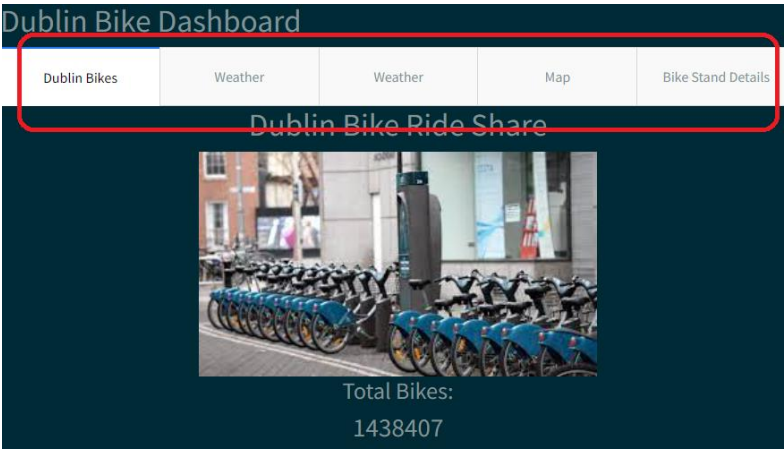 Dublin Bike Dashboard
Dublin Bikes Weather Weather Map Bike Stand Details
Dublin Bike Ride Share
Total Bikes:
1438407